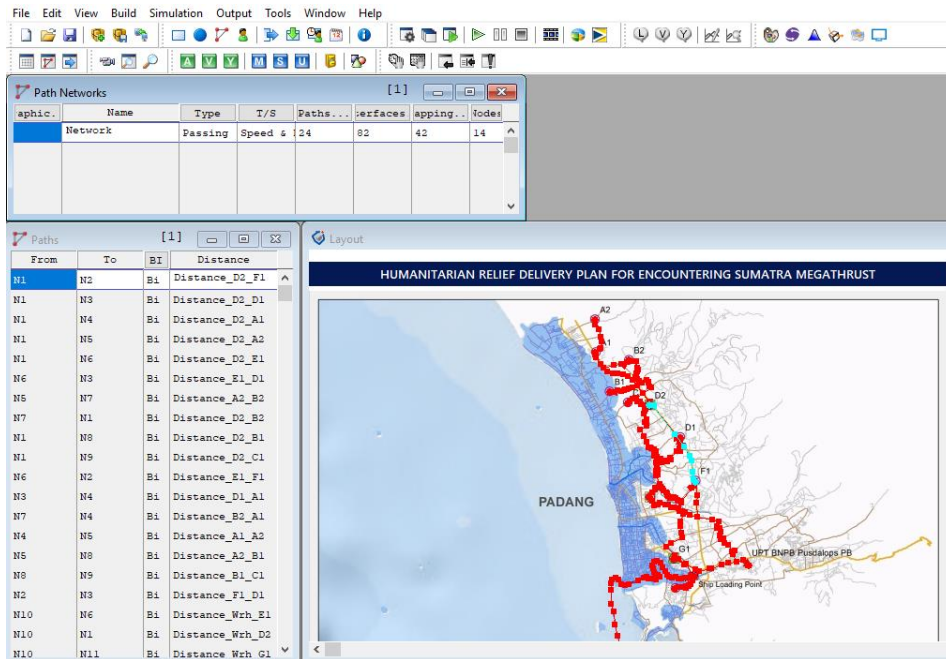 File Edit View Build Simulation Output Tools Window Help
Path Networks [1]
aphic. Name Type T/S Paths... erfaces apping.. Nodes
Network Passing Speed & 24 82 42 14
Paths [1]
From To BI Distance
N1 N2 Bi Distance_D2_F1
N1 N3 Bi Distance_D2_D1
N1 N4 Bi Distance_D2_A1
N1 N5 Bi Distance_D2_A2
N1 N6 Bi Distance_D2_E1
N6 N3 Bi Distance_E1_D1
N5 N7 Bi Distance_A2_B2
N7 N1 Bi Distance_D2_B2
N1 N8 Bi Distance_D2_B1
N1 N9 Bi Distance_D2_C1
N6 N2 Bi Distance_E1_F1
N3 N4 Bi Distance_D1_A1
N7 N4 Bi Distance_B2_A1
N4 N5 Bi Distance_A1_A2
N5 N8 Bi Distance_A2_B1
N8 N9 Bi Distance_B1_C1
N2 N3 Bi Distance_F1_D1
N10 N6 Bi Distance_Wrh_E1
N10 N1 Bi Distance_Wrh_D2
N10 N11 Bi Distance_Wrh_G1
Layout
HUMANITARIAN RELIEF DELIVERY PLAN FOR ENCOUNTERING SUMATRA MEGATHRUST
A2
A1
B2
B1
D2
D1
F1
PADANG
G1
UPT BNPB Pusdalops PB
Ship Loading Point